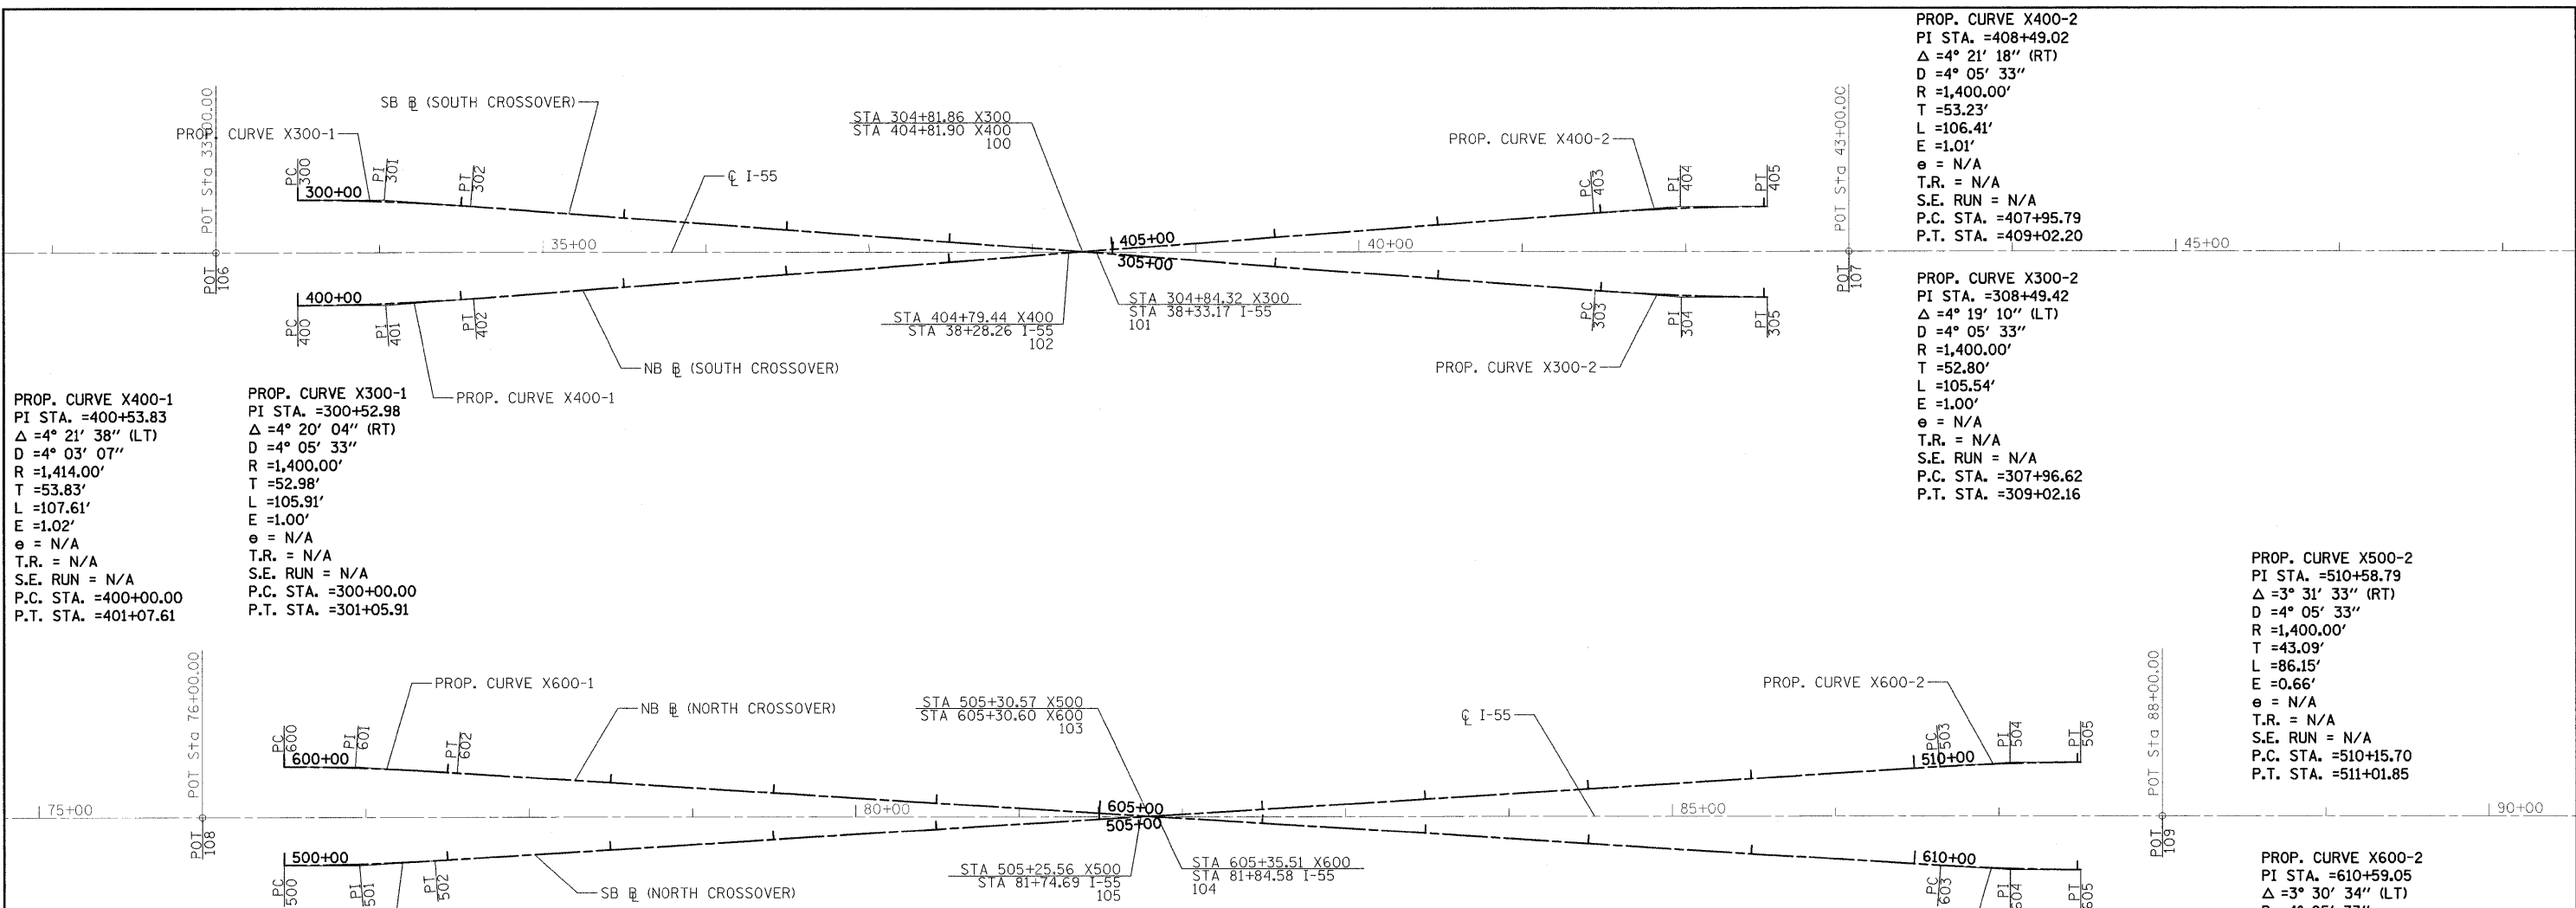 PROP. CURVE X400-2
PI STA. =408+49.02
Δ =4° 21' 18" (RT)
D =4° 05' 33"
R =1,400.00'
T =53.23'
L =106.41'
E =1.01'
e = N/A
T.R. = N/A
S.E. RUN = N/A
P.C. STA. =407+95.79
P.T. STA. =409+02.20
POT Sta 33+00.00
SB ⅊ (SOUTH CROSSOVER)
PROP. CURVE X300-1
STA 304+81.86 X300
STA 404+81.90 X400
100
PROP. CURVE X400-2
POT Sta 43+00.00
PC
300
PI
301
PT
302
℄ I-55
PC
403
PI
404
PT
405
300+00
35+00
405+00
305+00
40+00
45+00
POT
106
POT
107
400+00
PC
400
PI
401
PT
402
STA 404+79.44 X400
STA 38+28.26 I-55
102
STA 304+84.32 X300
STA 38+33.17 I-55
101
PC
303
PI
304
PT
305
NB ⅊ (SOUTH CROSSOVER)
PROP. CURVE X400-1
PROP. CURVE X300-2
PROP. CURVE X300-2
PI STA. =308+49.42
Δ =4° 19' 10" (LT)
D =4° 05' 33"
R =1,400.00'
T =52.80'
L =105.54'
E =1.00'
e = N/A
T.R. = N/A
S.E. RUN = N/A
P.C. STA. =307+96.62
P.T. STA. =309+02.16
PROP. CURVE X400-1
PI STA. =400+53.83
Δ =4° 21' 38" (LT)
D =4° 03' 07"
R =1,414.00'
T =53.83'
L =107.61'
E =1.02'
e = N/A
T.R. = N/A
S.E. RUN = N/A
P.C. STA. =400+00.00
P.T. STA. =401+07.61
PROP. CURVE X300-1
PI STA. =300+52.98
Δ =4° 20' 04" (RT)
D =4° 05' 33"
R =1,400.00'
T =52.98'
L =105.91'
E =1.00'
e = N/A
T.R. = N/A
S.E. RUN = N/A
P.C. STA. =300+00.00
P.T. STA. =301+05.91
PROP. CURVE X500-2
PI STA. =510+58.79
Δ =3° 31' 33" (RT)
D =4° 05' 33"
R =1,400.00'
T =43.09'
L =86.15'
E =0.66'
e = N/A
T.R. = N/A
S.E. RUN = N/A
P.C. STA. =510+15.70
P.T. STA. =511+01.85
POT Sta 76+00.00
PROP. CURVE X600-1
NB ⅊ (NORTH CROSSOVER)
STA 505+30.57 X500
STA 605+30.60 X600
103
℄ I-55
PROP. CURVE X600-2
POT Sta 88+00.00
PC
600
PI
601
PT
602
PC
503
PI
504
PT
505
600+00
510+00
75+00
80+00
605+00
505+00
85+00
90+00
POT
108
POT
109
500+00
PC
500
PI
501
PT
502
SB ⅊ (NORTH CROSSOVER)
STA 505+25.56 X500
STA 81+74.69 I-55
105
STA 605+35.51 X600
STA 81+84.58 I-55
104
610+00
PC
603
PI
604
PT
605
PROP. CURVE X600-2
PI STA. =610+59.05
Δ =3° 30' 34" (LT)